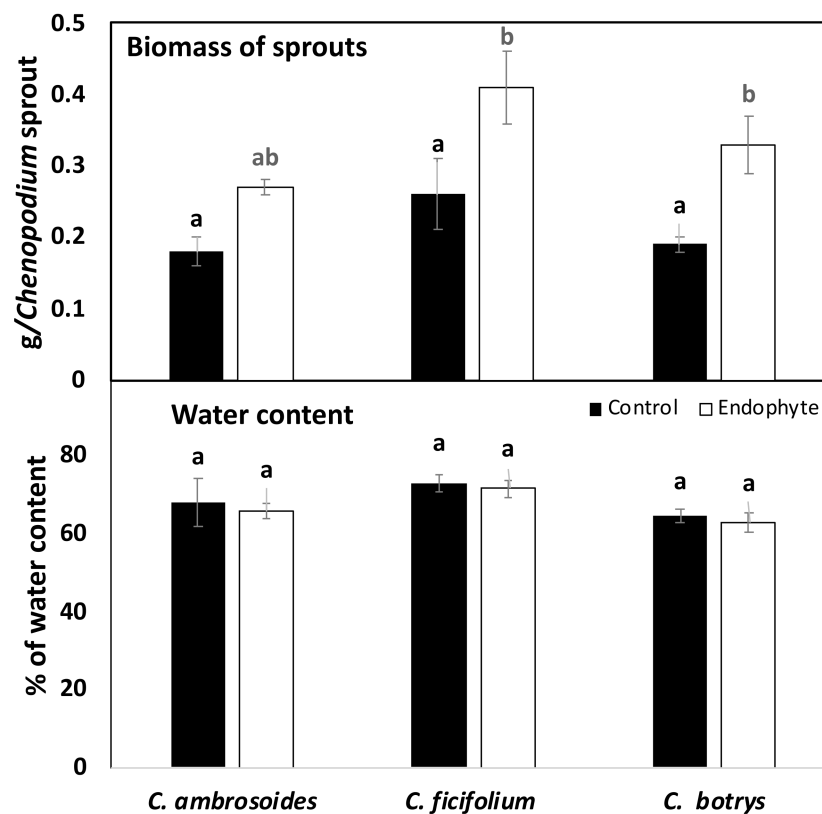 Biomass of sprouts
g/Chenopodium sprout
0.5
0.4
0.3
0.2
0.1
0
a
ab
a
b
a
b
Water content
Control
Endophyte
% of water content
80
60
40
20
0
a
a
a
a
a
a
C. ambrosoides
C. ficifolium
C. botrys